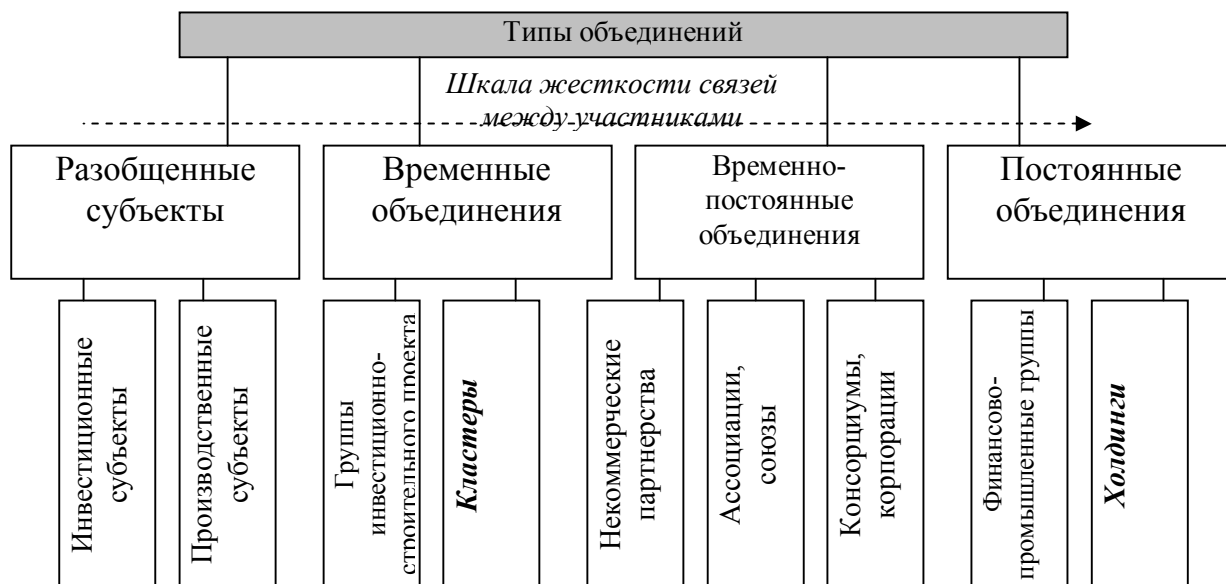 Типы объединений
Шкала жесткости связей
между участниками
Разобщенные
субъекты
Временные
объединения
Временно-
постоянные
объединения
Постоянные
объединения
Инвестиционные
субъекты
Производственные
субъекты
Группы
инвестиционно-
строительного проекта
Кластеры
Некоммерческие
партнерства
Ассоциации,
союзы
Консорциумы,
корпорации
Финансово-
промышленные группы
Холдинги